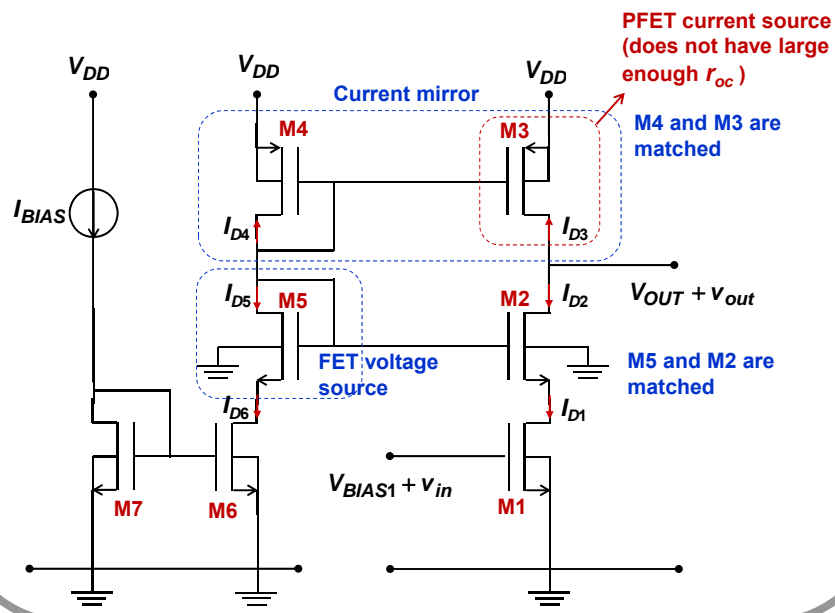 PFET current source
(does not have large
enough r_oc )
V_DD
V_DD
V_DD
Current mirror
M4
M3
M4 and M3 are
matched
I_BIAS
I_D4
I_D3
I_D5
M5
M2
I_D2
V_OUT + v_out
FET voltage
source
M5 and M2 are
matched
I_D6
I_D1
V_BIAS1 + v_in
M7
M6
M1